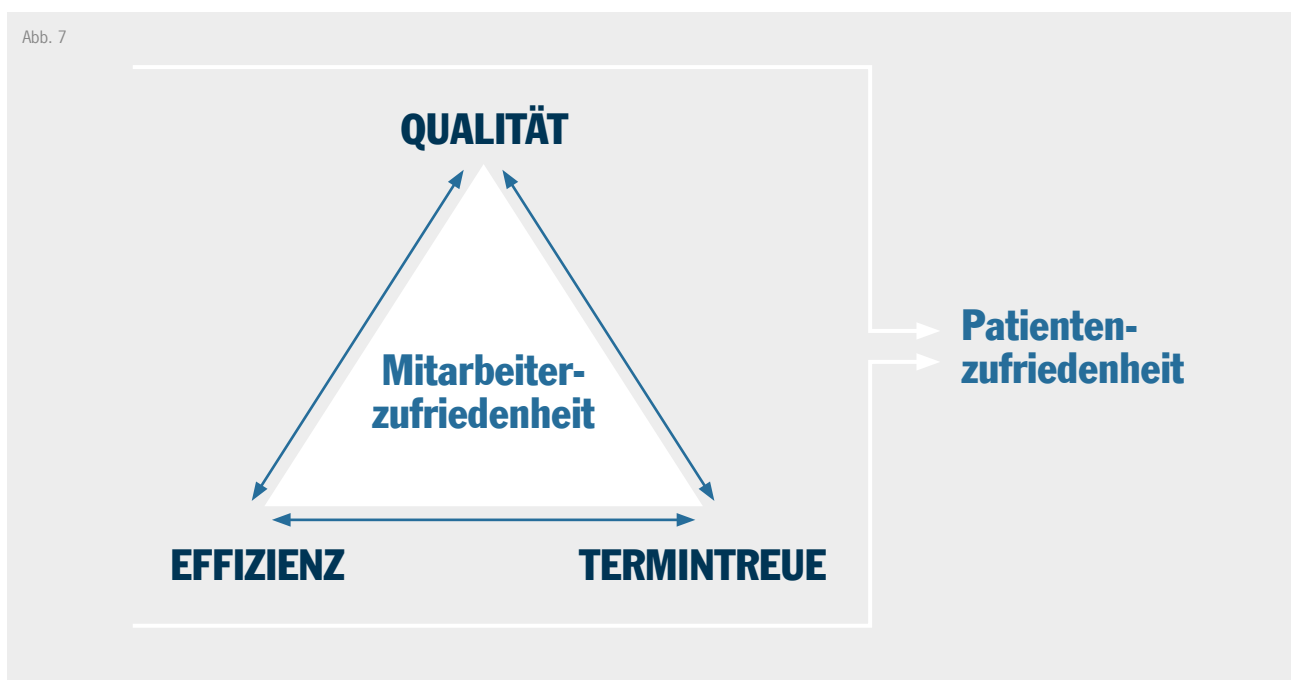 Abb. 7
QUALITÄT
Mitarbeiter-
zufriedenheit
EFFIZIENZ
TERMINTREUE
Patienten-
zufriedenheit